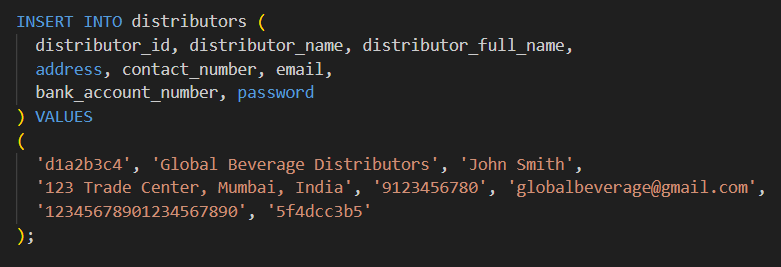 INSERT INTO distributors (
distributor_id, distributor_name, distributor_full_name,
address, contact_number, email,
bank_account_number, password
) VALUES
(
'd1a2b3c4', 'Global Beverage Distributors', 'John Smith',
'123 Trade Center, Mumbai, India', '9123456780', 'globalbeverage@gmail.com',
'12345678901234567890', '5f4dcc3b5'
);